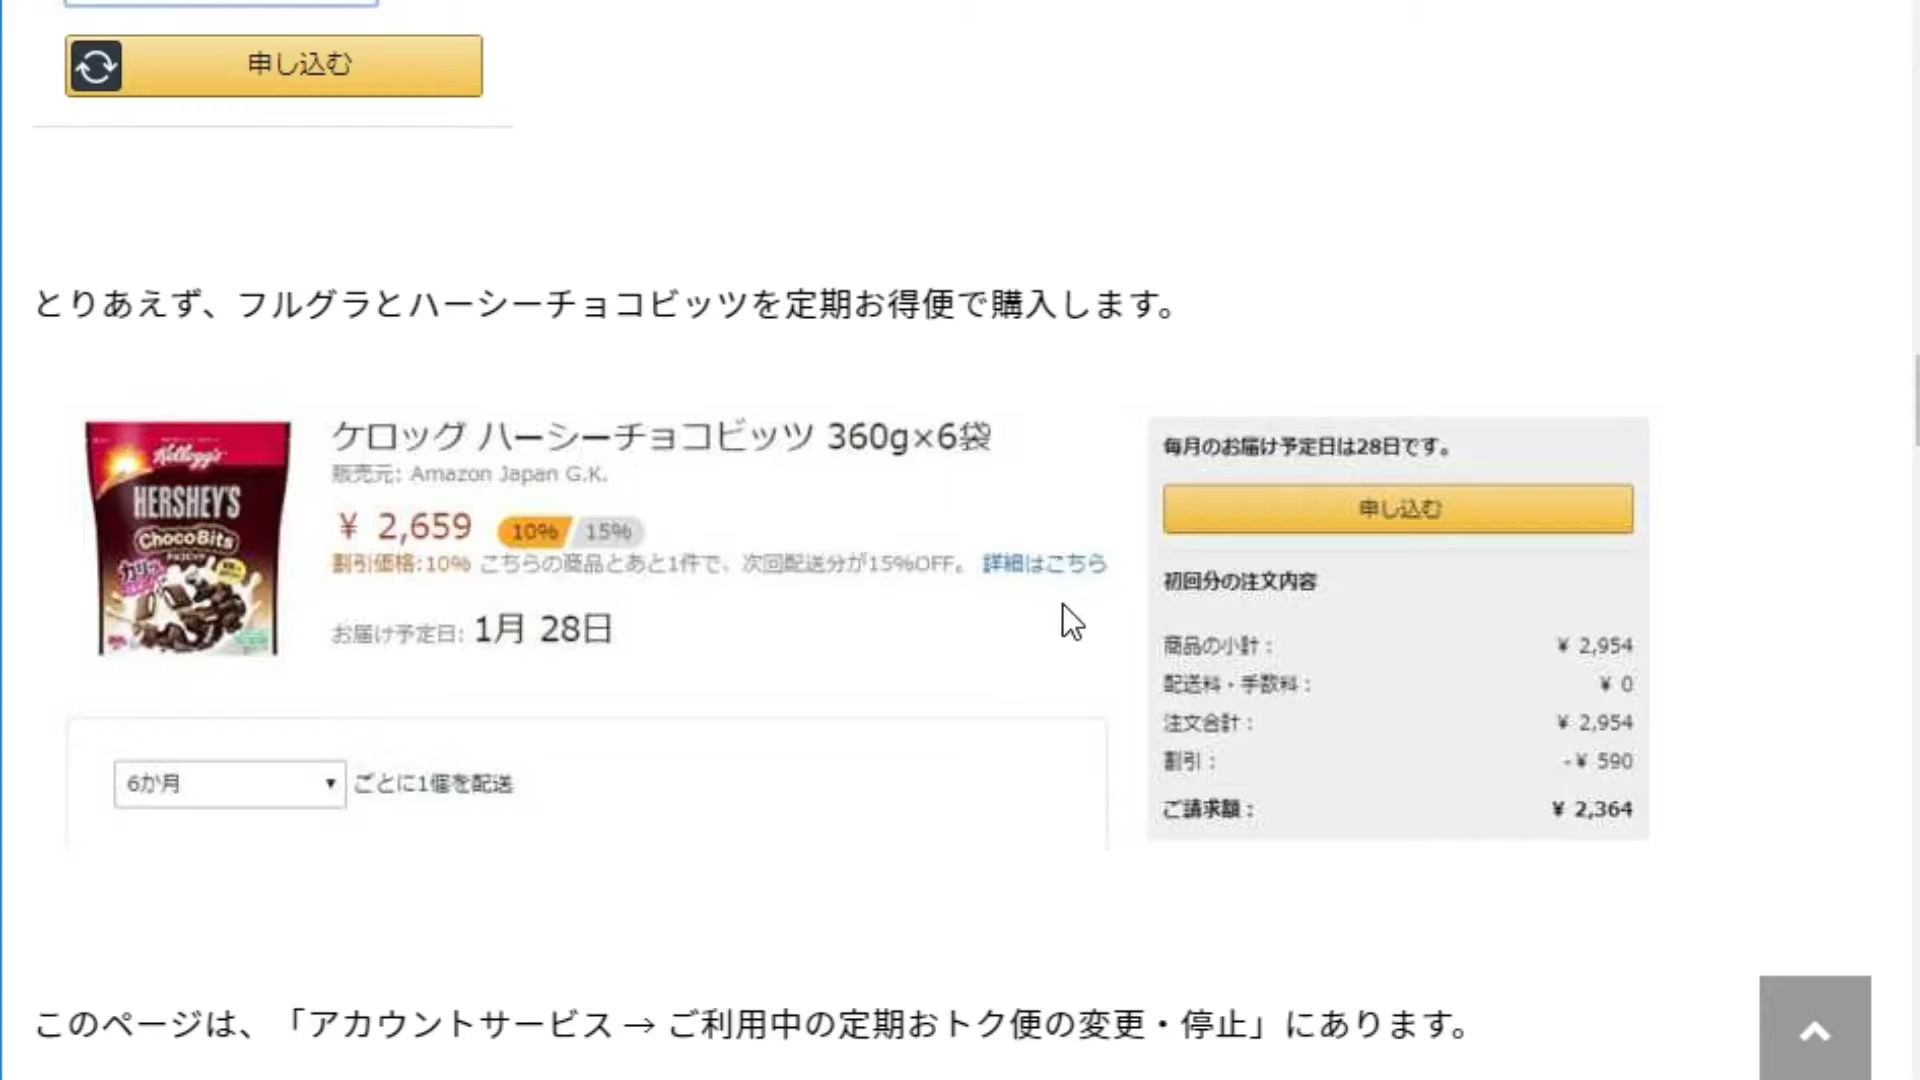 申し込む
とりあえず、フルグラとハーシーチョコビッツを定期お得便で購入します。
Kellogg's
HERSHEY'S
ChocoBits
チョコビッツ
ケロッグ ハーシーチョコビッツ 360g×6袋
販売元: Amazon Japan G.K.
¥ 2,659 10% 15%
割引価格:10% こちらの商品とあと1件で、次回配送分が15%OFF。 詳細はこちら
お届け予定日: 1月 28日
6か月 ▼ ごとに1個を配送
毎月のお届け予定日は28日です。
申し込む
初回分の注文内容
商品の小計： ¥ 2,954
配送料・手数料： ¥ 0
注文合計： ¥ 2,954
割引： -¥ 590
ご請求額： ¥ 2,364
このページは、「アカウントサービス → ご利用中の定期おトク便の変更・停止」にあります。